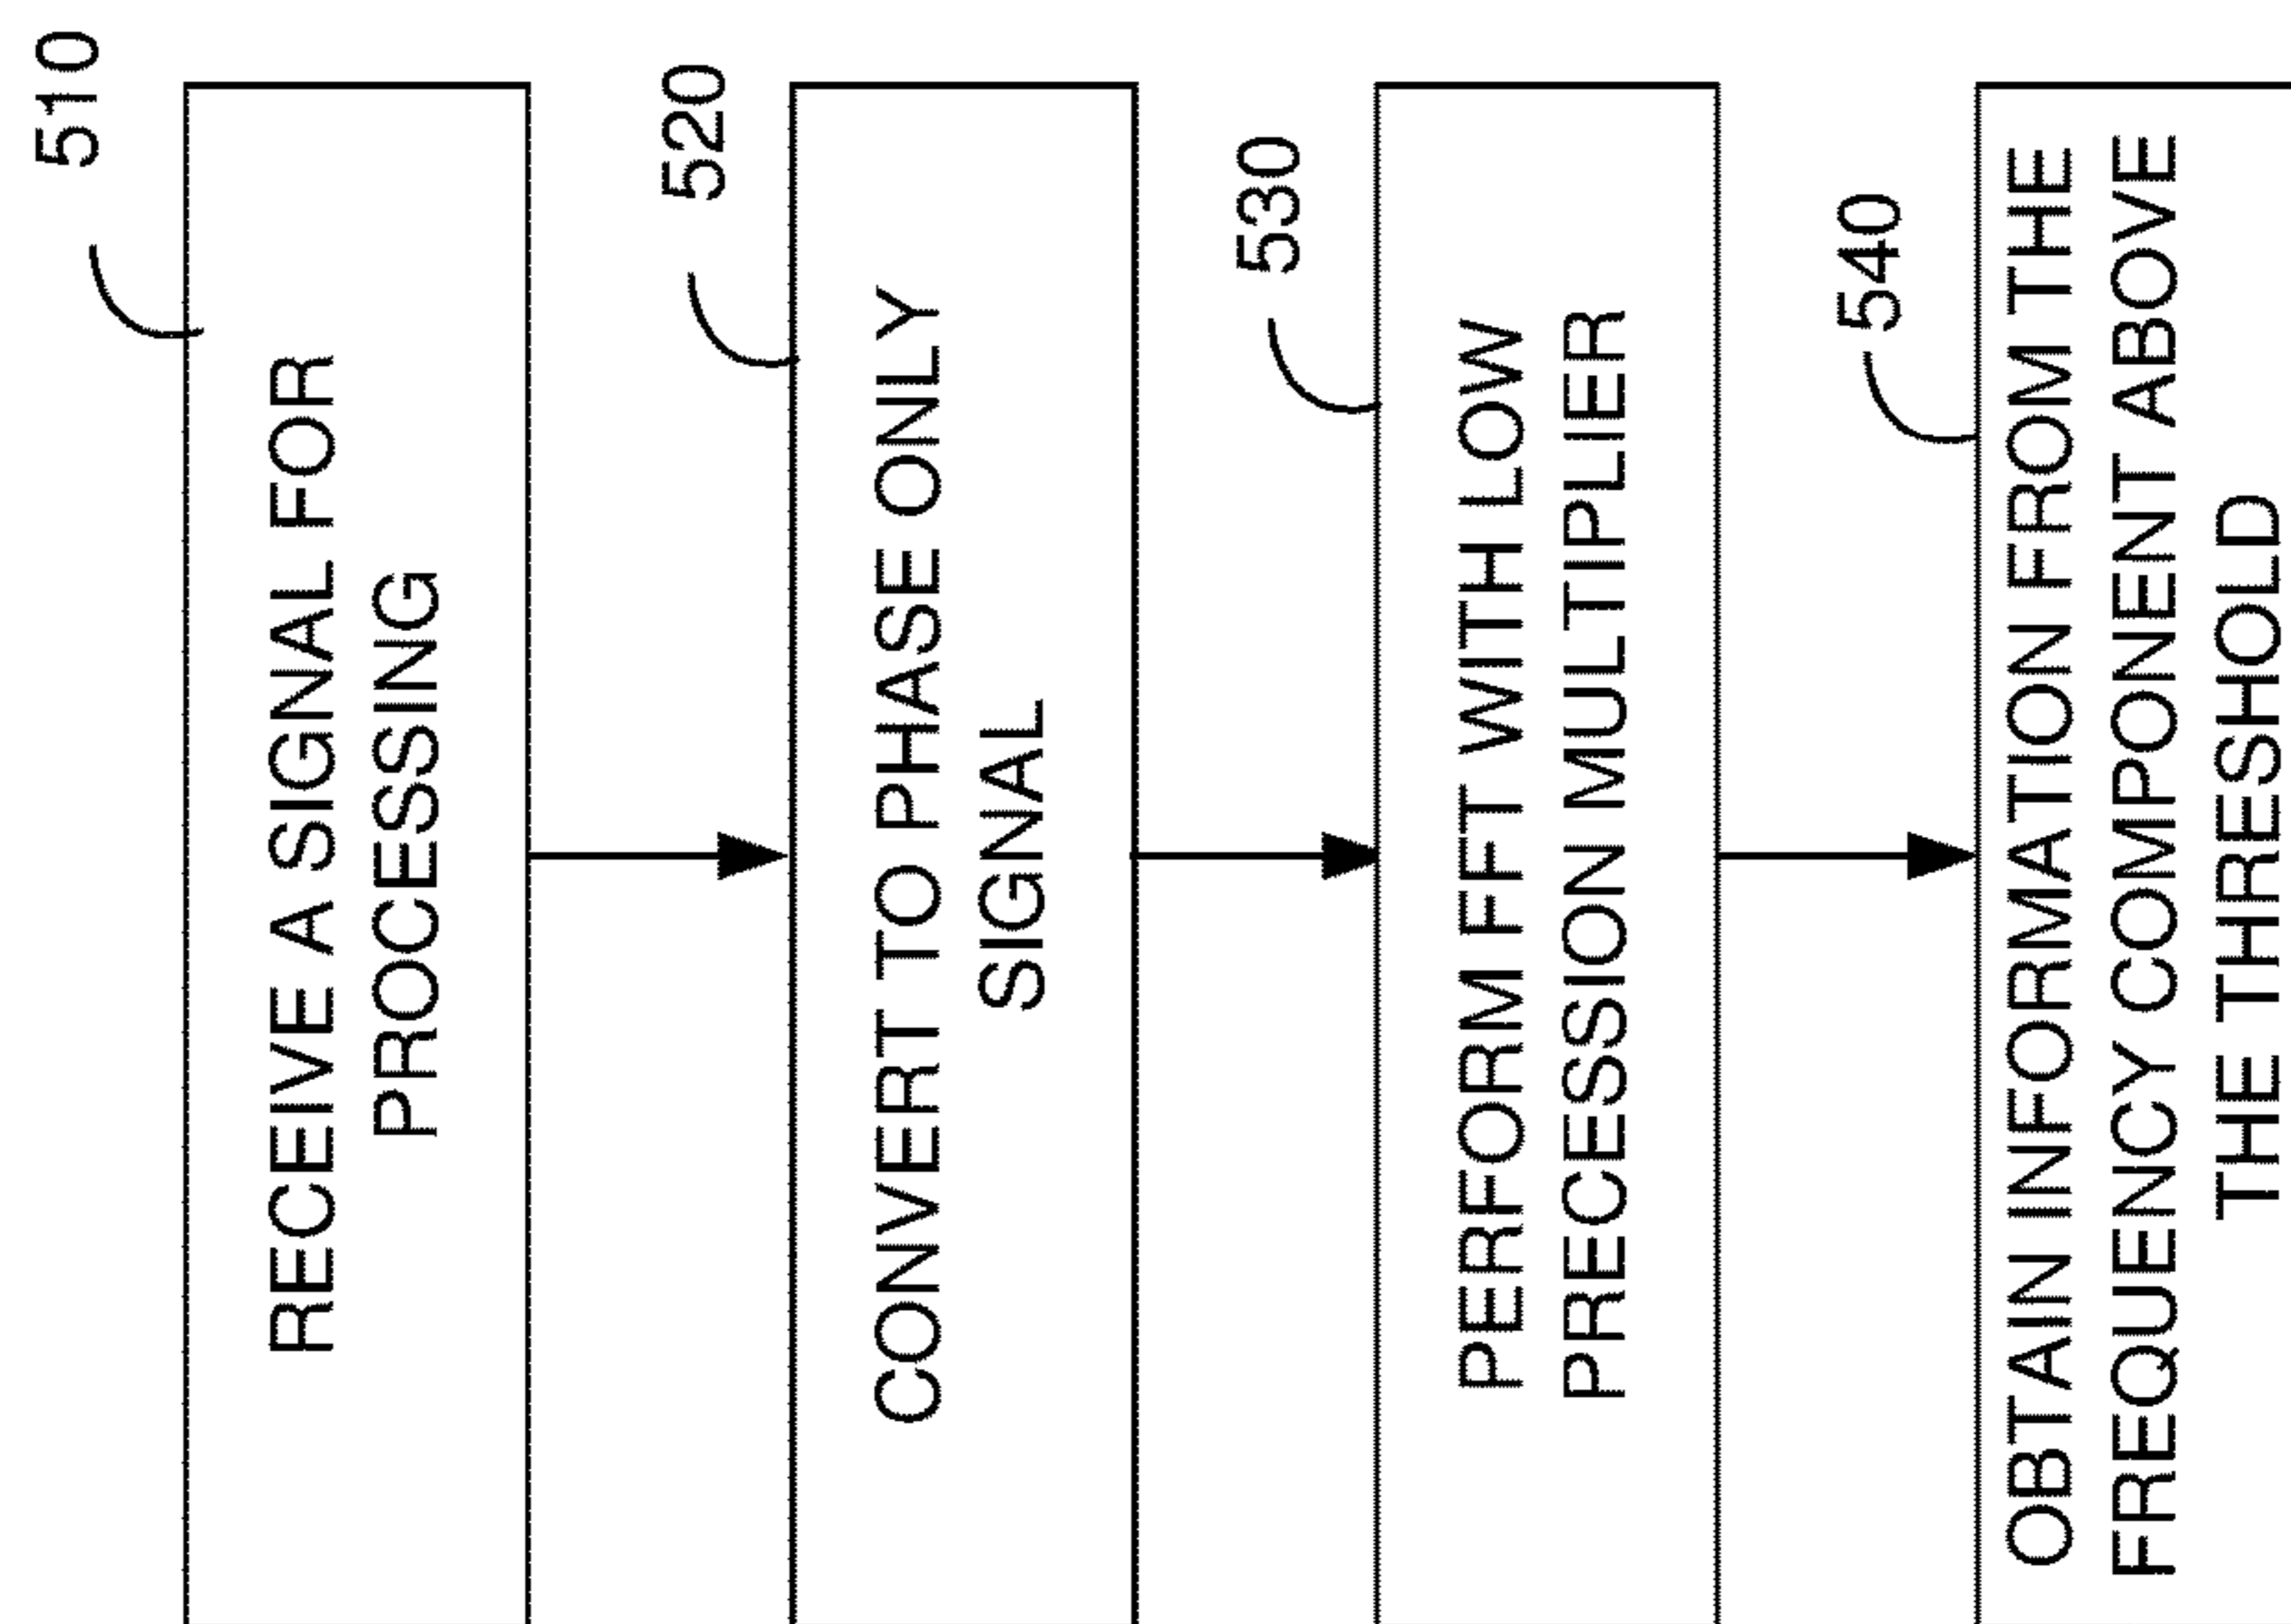 510
RECEIVE A SIGNAL FOR
PROCESSING
520
CONVERT TO PHASE ONLY
SIGNAL
530
PERFORM FFT WITH LOW
PRECESSION MULTIPLIER
540
OBTAIN INFORMATION FROM THE
FREQUENCY COMPONENT ABOVE
THE THRESHOLD